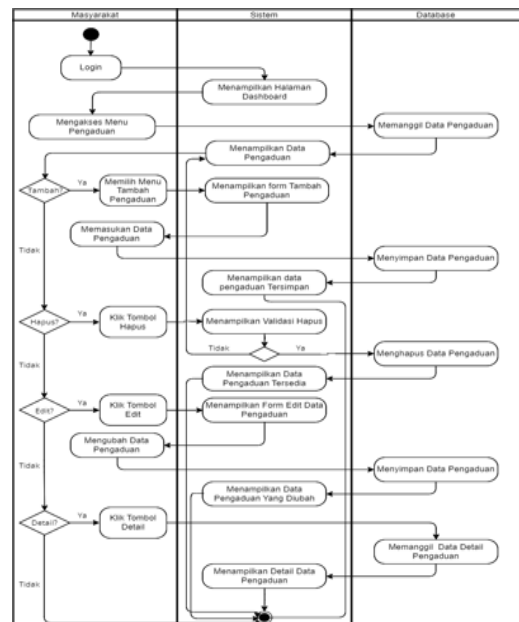 Masyarakat
Sistem
Database
Login
Menampilkan Halaman
Dashboard
Mengakses Menu
Pengaduan
Memanggil Data Pengaduan
Menampilkan Data
Pengaduan
Tambah?
Ya
Memilih Menu
Tambah
Pengaduan
Menampilkan form Tambah
Pengaduan
Memasukan Data
Pengaduan
Tidak
Menyimpan Data Pengaduan
Menampilkan data
pengaduan Tersimpan
Hapus?
Ya
Klik Tombol
Hapus
Menampilkan Validasi Hapus
Tidak
Ya
Menghapus Data Pengaduan
Tidak
Menampilkan Data
Pengaduan Tersedia
Edit?
Ya
Klik Tombol
Edit
Menampilkan Form Edit Data
Pengaduan
Mengubah Data
Pengaduan
Tidak
Menyimpan Data Pengaduan
Menampilkan Data
Pengaduan Yang Diubah
Detail?
Ya
Klik Tombol
Detail
Memanggil Data Detail
Pengaduan
Menampilkan Detail Data
Pengaduan
Tidak